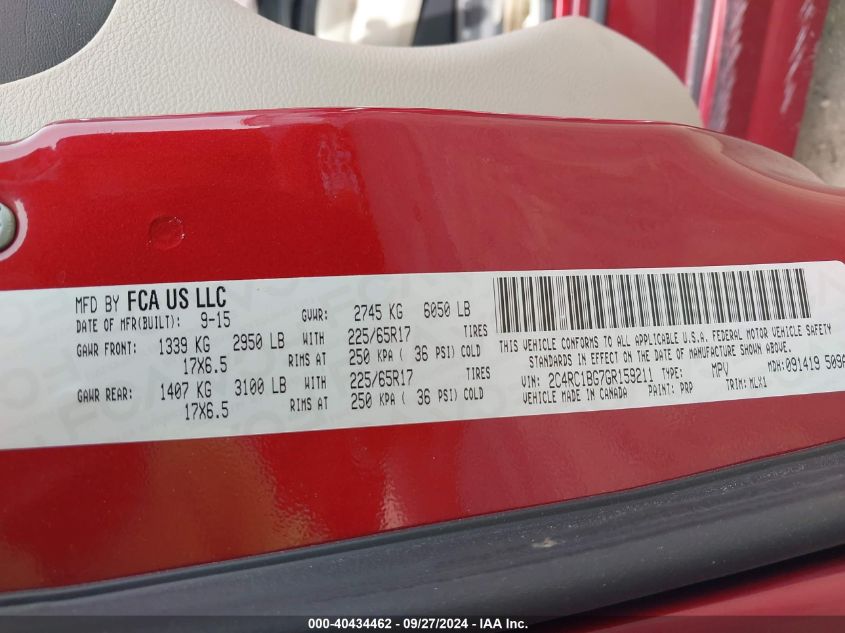 MFD BY FCA US LLC
DATE OF MFR(BUILT): 9-15 GVWR: 2745 KG 6050 LB
GAWR FRONT: 1339 KG 2950 LB WITH 225/65R17 TIRES
17X6.5 RIMS AT 250 KPA ( 36 PSI) COLD
GAWR REAR: 1407 KG 3100 LB WITH 225/65R17 TIRES
17X6.5 RIMS AT 250 KPA ( 36 PSI) COLD
THIS VEHICLE CONFORMS TO ALL APPLICABLE U.S.A. FEDERAL MOTOR VEHICLE SAFETY
STANDARDS IN EFFECT ON THE DATE OF MANUFACTURE SHOWN ABOVE.
VIN: 2C4RC1BG7GR159211 TYPE: MPV MDH: 091419 509A
VEHICLE MADE IN CANADA PAINT: PRP TRIM: MLX1
000-40434462 - 09/27/2024 - IAA Inc.